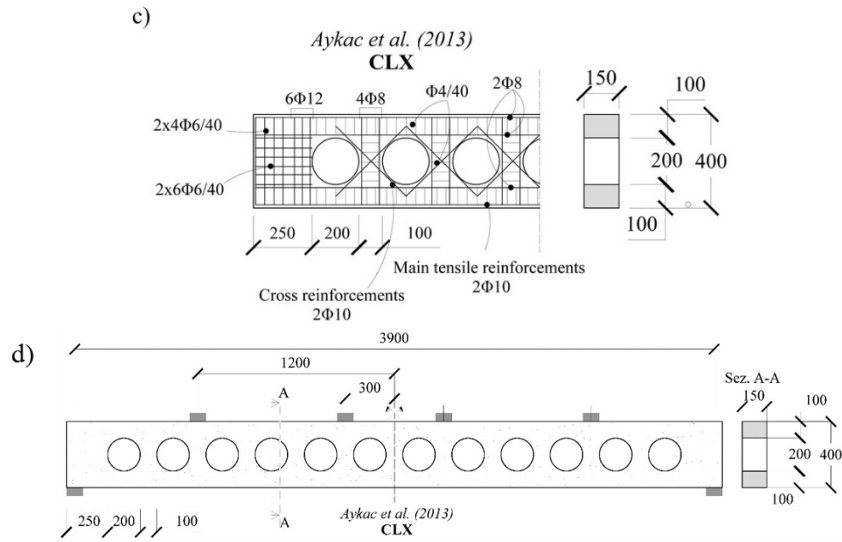 c)
Aykac et al. (2013)
CLX
6Φ12
4Φ8
Φ4/40
2Φ8
2x4Φ6/40
2x6Φ6/40
250
200
100
Main tensile reinforcements
2Φ10
Cross reinforcements
2Φ10
150
100
200
400
100
d)
3900
1200
A
300
Sez. A-A
150
100
200
400
100
250
200
100
A
Aykac et al. (2013)
CLX